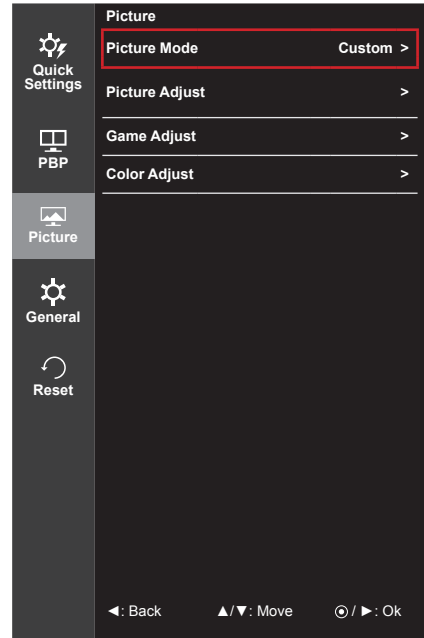 Picture
Quick
Settings
PBP
Picture
General
Reset
Picture Mode Custom >
Picture Adjust >
Game Adjust >
Color Adjust >
◄: Back ▲/▼: Move ⦿ / ►: Ok